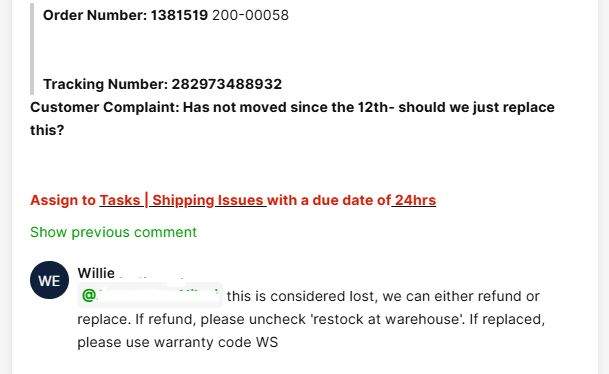 Order Number: 1381519 200-00058
Tracking Number: 282973488932
Customer Complaint: Has not moved since the 12th- should we just replace
this?
Assign to Tasks | Shipping Issues with a due date of 24hrs
Show previous comment
WE
Willie
@ this is considered lost, we can either refund or
replace. If refund, please uncheck 'restock at warehouse'. If replaced,
please use warranty code WS